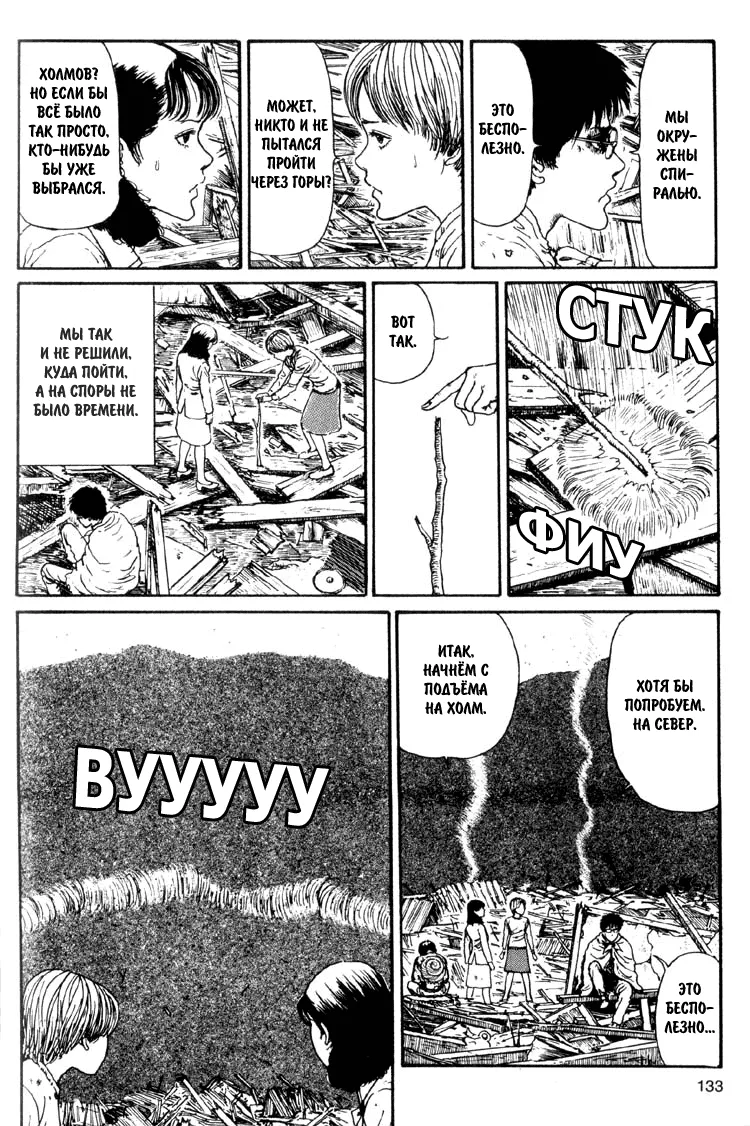 ХОЛМОВ?
НО ЕСЛИ БЫ
ВСЁ БЫЛО
ТАК ПРОСТО,
КТО-НИБУДЬ
БЫ УЖЕ
ВЫБРАЛСЯ.
МОЖЕТ,
НИКТО И НЕ
ПЫТАЛСЯ
ПРОЙТИ
ЧЕРЕЗ ГОРЫ?
ЭТО
БЕСПО-
ЛЕЗНО.
МЫ
ОКРУ-
ЖЕНЫ
СПИ-
РАЛЬЮ.
МЫ ТАК
И НЕ РЕШИЛИ,
КУДА ПОЙТИ,
А НА СПОРЫ НЕ
БЫЛО ВРЕМЕНИ.
ВОТ
ТАК.
СТУК
ФИУ
ВУУУУУ
ИТАК,
НАЧНЁМ С
ПОДЪЁМА
НА ХОЛМ.
ХОТЯ БЫ
ПОПРОБУЕМ.
НА СЕВЕР.
ЭТО
БЕСПО-
ЛЕЗНО...
133